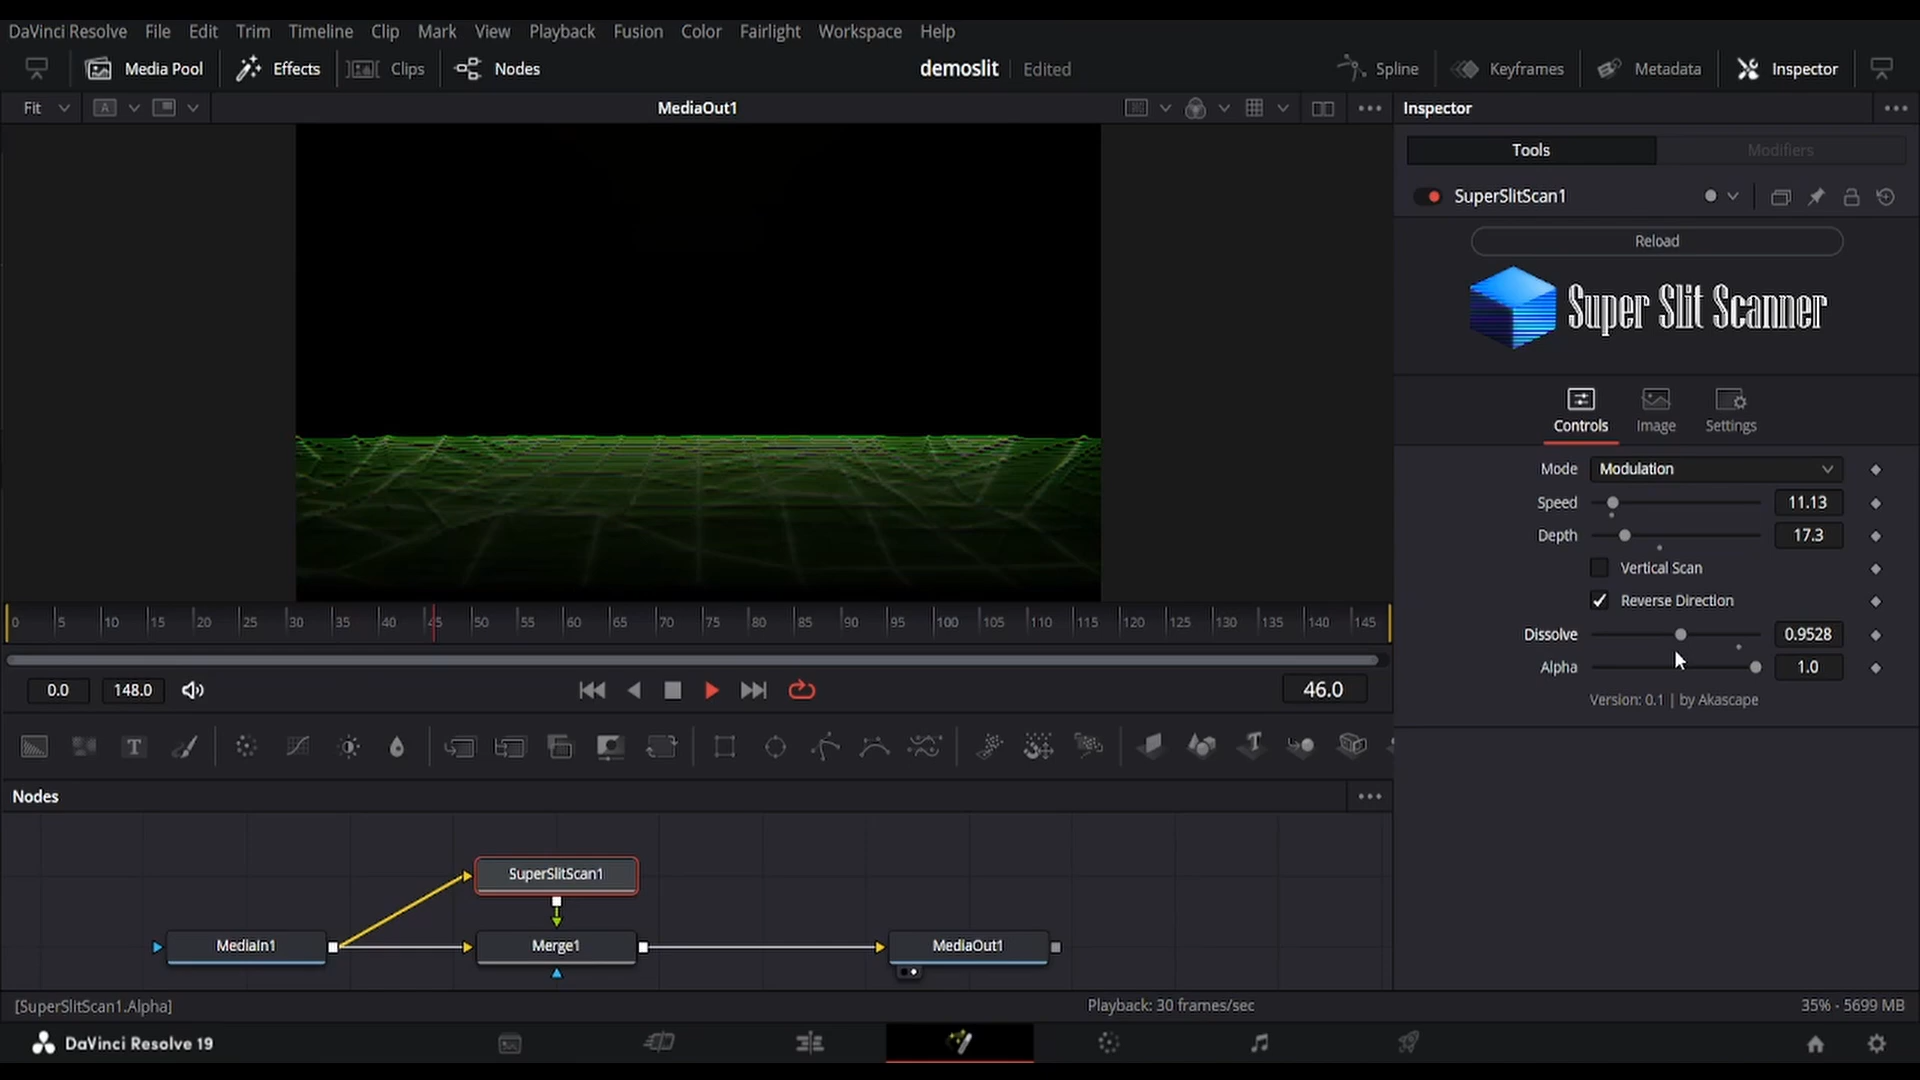 DaVinci Resolve File Edit Trim Timeline Clip Mark View Playback Fusion Color Fairlight Workspace Help
Media Pool Effects Clips Nodes demoslit Edited Spline Keyframes Metadata Inspector
Fit A MediaOut1 Inspector
Tools Modifiers
SuperSlitScan1
Reload
Super Slit Scanner
Controls Image Settings
Mode Modulation
Speed 11.13
Depth 17.3
Vertical Scan
Reverse Direction
Dissolve 0.9528
Alpha 1.0
Version: 0.1 | by Akascape
0 5 10 15 20 25 30 35 40 45 50 55 60 65 70 75 80 85 90 95 100 105 110 115 120 125 130 135 140 145
0.0 148.0 46.0
T T
Nodes
SuperSlitScan1
MediaIn1 Merge1 MediaOut1
[SuperSlitScan1.Alpha] Playback: 30 frames/sec 35% - 5699 MB
DaVinci Resolve 19